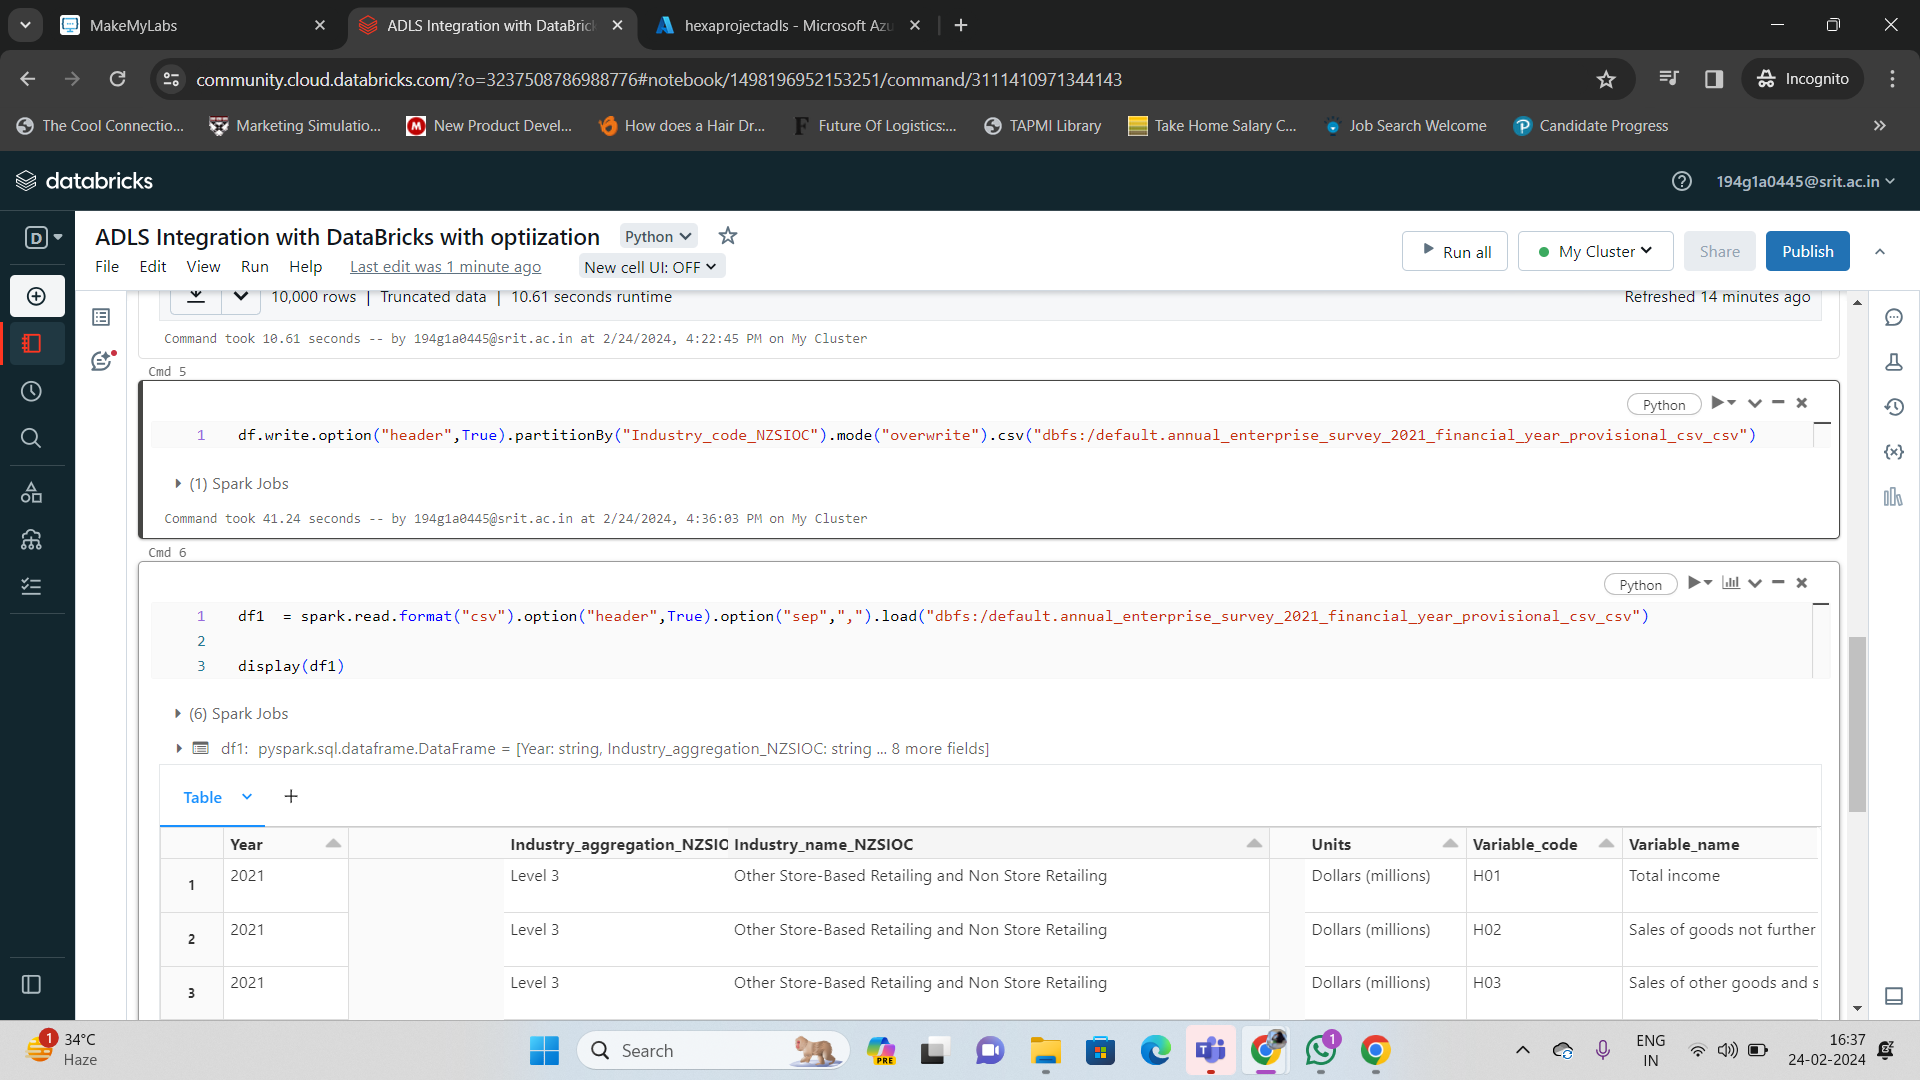 MakeMyLabs
ADLS Integration with DataBrick
hexaprojectadls - Microsoft Azu
community.cloud.databricks.com/?o=3237508786988776#notebook/1498196952153251/command/3111410971344143
Incognito
The Cool Connectio...
Marketing Simulatio...
New Product Devel...
How does a Hair Dr...
Future Of Logistics:...
TAPMI Library
Take Home Salary C...
Job Search Welcome
Candidate Progress
databricks
194g1a0445@srit.ac.in
D
ADLS Integration with DataBricks with optiization
Python
File Edit View Run Help Last edit was 1 minute ago New cell UI: OFF
Run all
My Cluster
Share
Publish
10,000 rows | Truncated data | 10.61 seconds runtime
Refreshed 14 minutes ago
Command took 10.61 seconds -- by 194g1a0445@srit.ac.in at 2/24/2024, 4:22:45 PM on My Cluster
Cmd 5
Python
1 df.write.option("header",True).partitionBy("Industry_code_NZSIOC").mode("overwrite").csv("dbfs:/default.annual_enterprise_survey_2021_financial_year_provisional_csv_csv")
(1) Spark Jobs
Command took 41.24 seconds -- by 194g1a0445@srit.ac.in at 2/24/2024, 4:36:03 PM on My Cluster
Cmd 6
Python
1 df1  = spark.read.format("csv").option("header",True).option("sep",",").load("dbfs:/default.annual_enterprise_survey_2021_financial_year_provisional_csv_csv")
2
3 display(df1)
(6) Spark Jobs
df1: pyspark.sql.dataframe.DataFrame = [Year: string, Industry_aggregation_NZSIOC: string ... 8 more fields]
Table
Year Industry_aggregation_NZSIO Industry_name_NZSIOC Units Variable_code Variable_name
1 2021 Level 3 Other Store-Based Retailing and Non Store Retailing Dollars (millions) H01 Total income
2 2021 Level 3 Other Store-Based Retailing and Non Store Retailing Dollars (millions) H02 Sales of goods not further
3 2021 Level 3 Other Store-Based Retailing and Non Store Retailing Dollars (millions) H03 Sales of other goods and s
1
34°C
Haze
Search
PRE
1
ENG
IN
16:37
24-02-2024